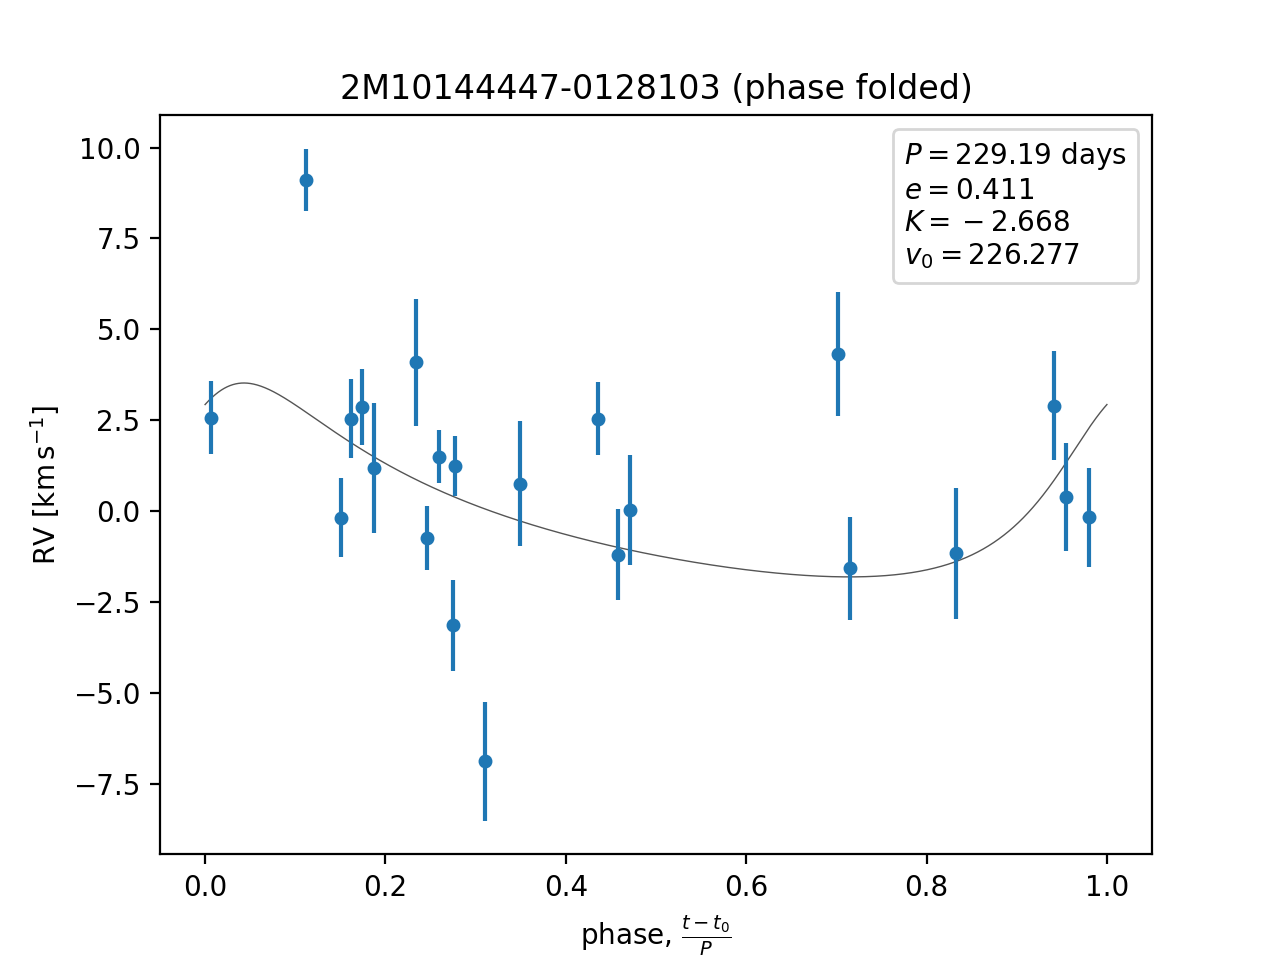 2M10144447-0128103 (phase folded)
P = 229.19 days
e = 0.411
K = −2.668
v₀ = 226.277
10.0
7.5
5.0
2.5
0.0
−2.5
−5.0
−7.5
RV [km s⁻¹]
0.0 0.2 0.4 0.6 0.8 1.0
phase, (t − t₀)/P